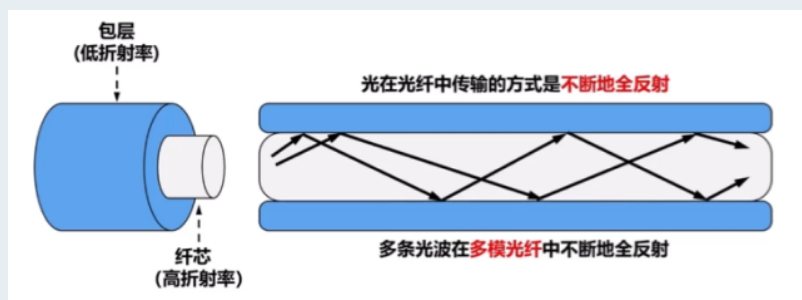 包层
(低折射率)
光在光纤中传输的方式是不断地全反射
纤芯
(高折射率)
多条光波在多模光纤中不断地全反射